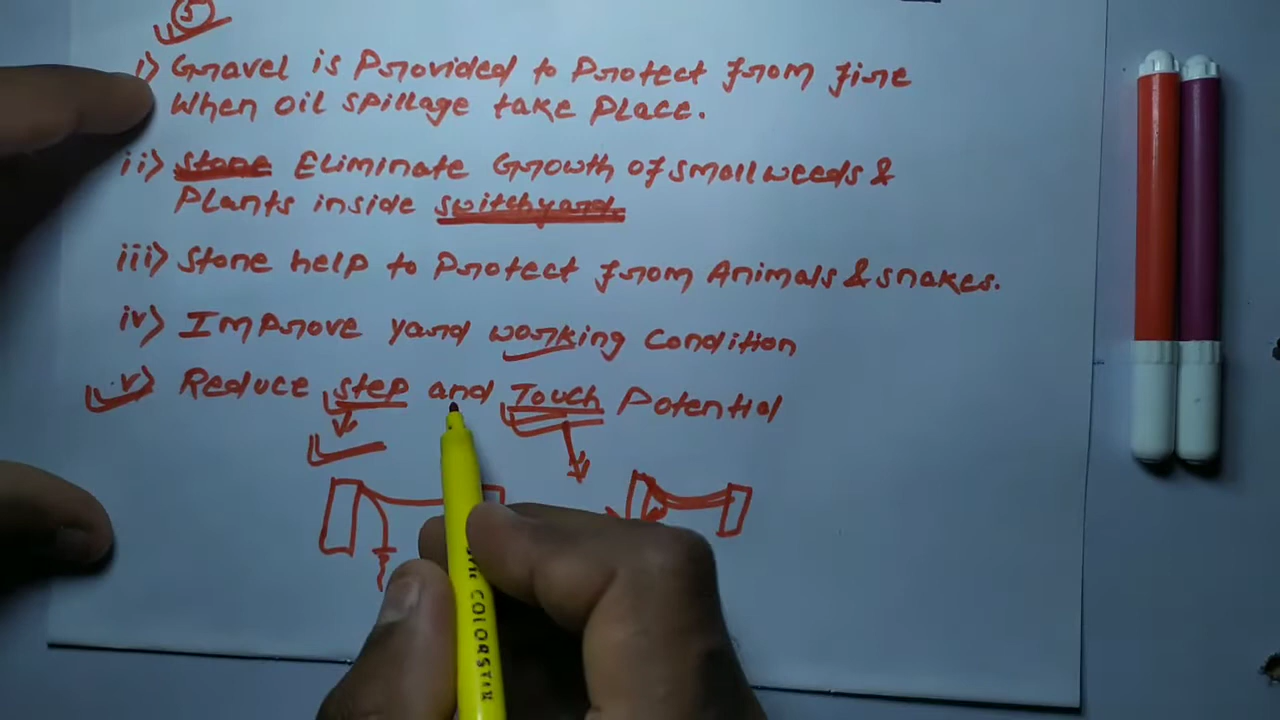 5
i) Gravel is Provided to Protect from fire
When oil spillage take Place.
ii) Stone Eliminate Growth of small weeds &
Plants inside switchyard.
iii) Stone help to Protect from Animals & snakes.
iv) Improve yard working Condition
v) Reduce step and Touch Potential
COLORSTIX